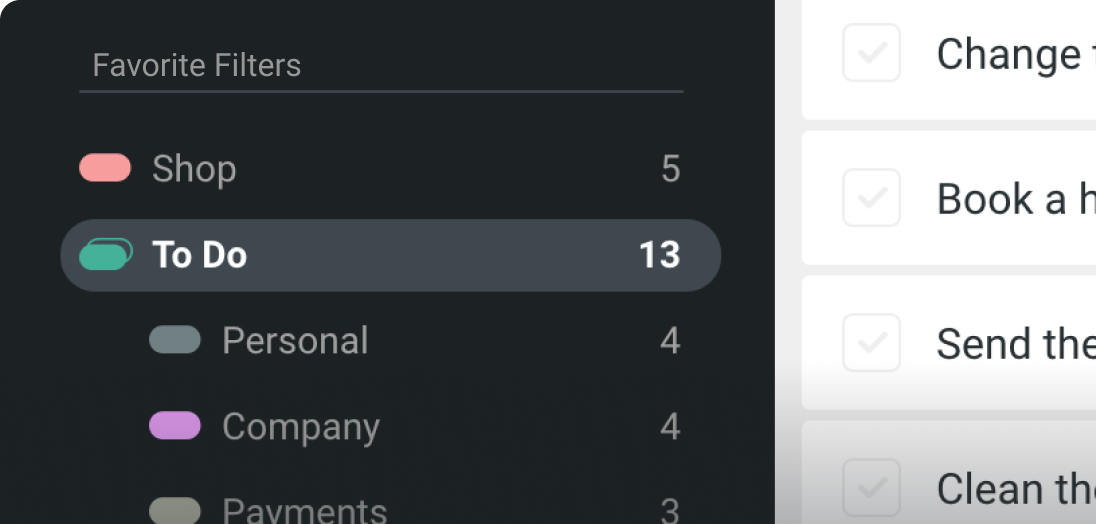 Favorite Filters
Shop 5
To Do 13
Personal 4
Company 4
Payments 3
Change
Book a
Send the
Clean the